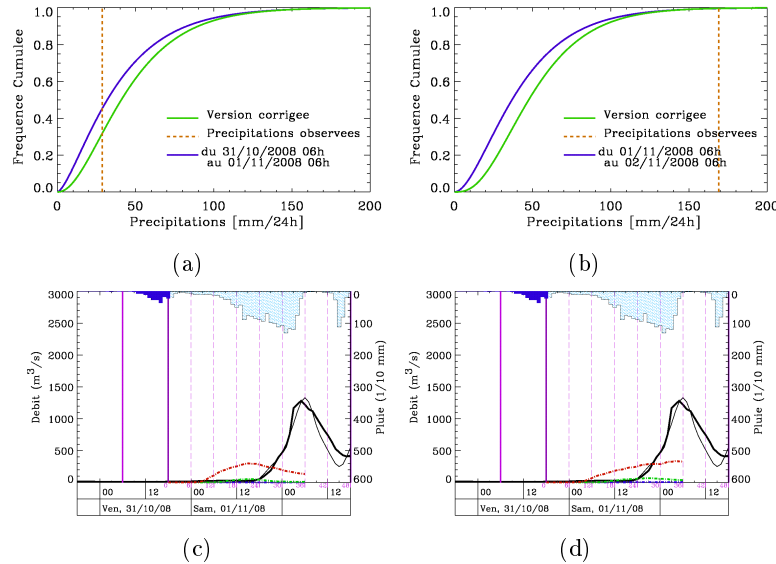 1.0
0.8
0.6
0.4
0.2
0.0
Frequence Cumulee
Version corrigee
Precipitations observees
du 31/10/2008 06h
au 01/11/2008 06h
0 50 100 150 200
Precipitations [mm/24h]
(a)
1.0
0.8
0.6
0.4
0.2
0.0
Frequence Cumulee
Version corrigee
Precipitations observees
du 01/11/2008 06h
au 02/11/2008 06h
0 50 100 150 200
Precipitations [mm/24h]
(b)
3000
2500
2000
1500
1000
500
0
Debit (m³/s)
0
100
200
300
400
500
600
Pluie (1/10 mm)
00 12 00 12 00 12
Ven, 31/10/08 Sam, 01/11/08
(c)
3000
2500
2000
1500
1000
500
0
Debit (m³/s)
0
100
200
300
400
500
600
Pluie (1/10 mm)
00 12 00 12 00 12
Ven, 31/10/08 Sam, 01/11/08
(d)